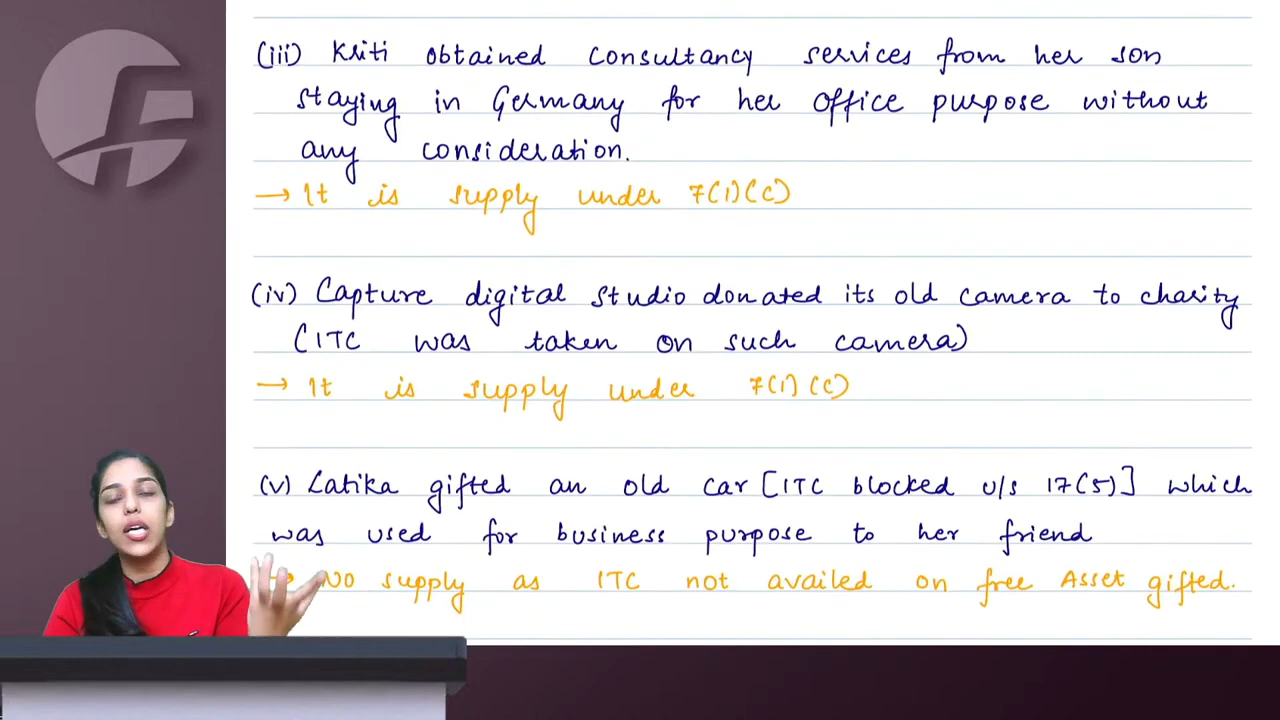 (iii) Kriti obtained consultancy services from her son
staying in Germany for her office purpose without
any consideration.
→ It is supply under 7(1)(c)
(iv) Capture digital studio donated its old camera to charity
(ITC was taken on such camera)
→ It is supply under 7(1)(c)
(v) Latika gifted an old car [ITC blocked u/s 17(5)] which
was used for business purpose to her friend
→ No supply as ITC not availed on free Asset gifted.